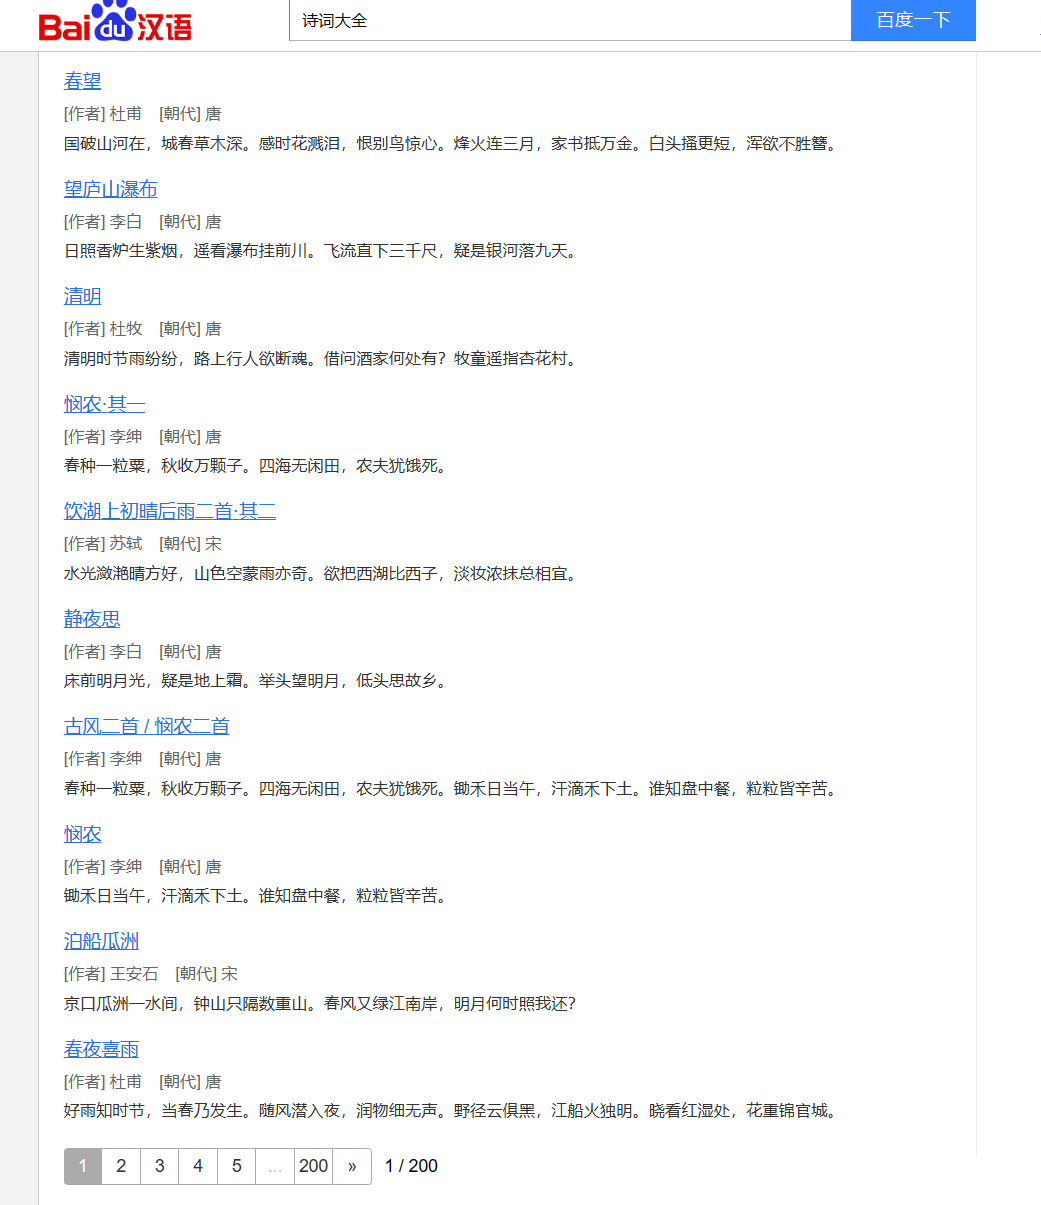 Bai du 汉语
诗词大全
百度一下
春望
[作者] 杜甫 [朝代] 唐
国破山河在，城春草木深。感时花溅泪，恨别鸟惊心。烽火连三月，家书抵万金。白头搔更短，浑欲不胜簪。
望庐山瀑布
[作者] 李白 [朝代] 唐
日照香炉生紫烟，遥看瀑布挂前川。飞流直下三千尺，疑是银河落九天。
清明
[作者] 杜牧 [朝代] 唐
清明时节雨纷纷，路上行人欲断魂。借问酒家何处有？牧童遥指杏花村。
悯农·其一
[作者] 李绅 [朝代] 唐
春种一粒粟，秋收万颗子。四海无闲田，农夫犹饿死。
饮湖上初晴后雨二首·其二
[作者] 苏轼 [朝代] 宋
水光潋滟晴方好，山色空蒙雨亦奇。欲把西湖比西子，淡妆浓抹总相宜。
静夜思
[作者] 李白 [朝代] 唐
床前明月光，疑是地上霜。举头望明月，低头思故乡。
古风二首 / 悯农二首
[作者] 李绅 [朝代] 唐
春种一粒粟，秋收万颗子。四海无闲田，农夫犹饿死。锄禾日当午，汗滴禾下土。谁知盘中餐，粒粒皆辛苦。
悯农
[作者] 李绅 [朝代] 唐
锄禾日当午，汗滴禾下土。谁知盘中餐，粒粒皆辛苦。
泊船瓜洲
[作者] 王安石 [朝代] 宋
京口瓜洲一水间，钟山只隔数重山。春风又绿江南岸，明月何时照我还？
春夜喜雨
[作者] 杜甫 [朝代] 唐
好雨知时节，当春乃发生。随风潜入夜，润物细无声。野径云俱黑，江船火独明。晓看红湿处，花重锦官城。
1 2 3 4 5 ... 200 » 1 / 200